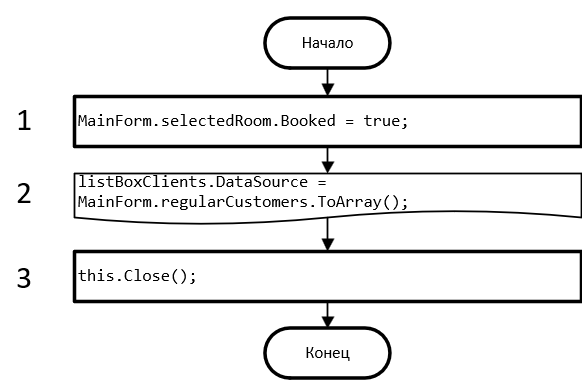 Начало
1
MainForm.selectedRoom.Booked = true;
2
listBoxClients.DataSource =
MainForm.regularCustomers.ToArray();
3
this.Close();
Конец